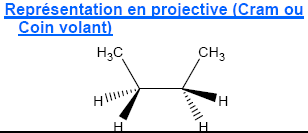 Représentation en projective (Cram ou
Coin volant)
H₃C CH₃
H H
H H